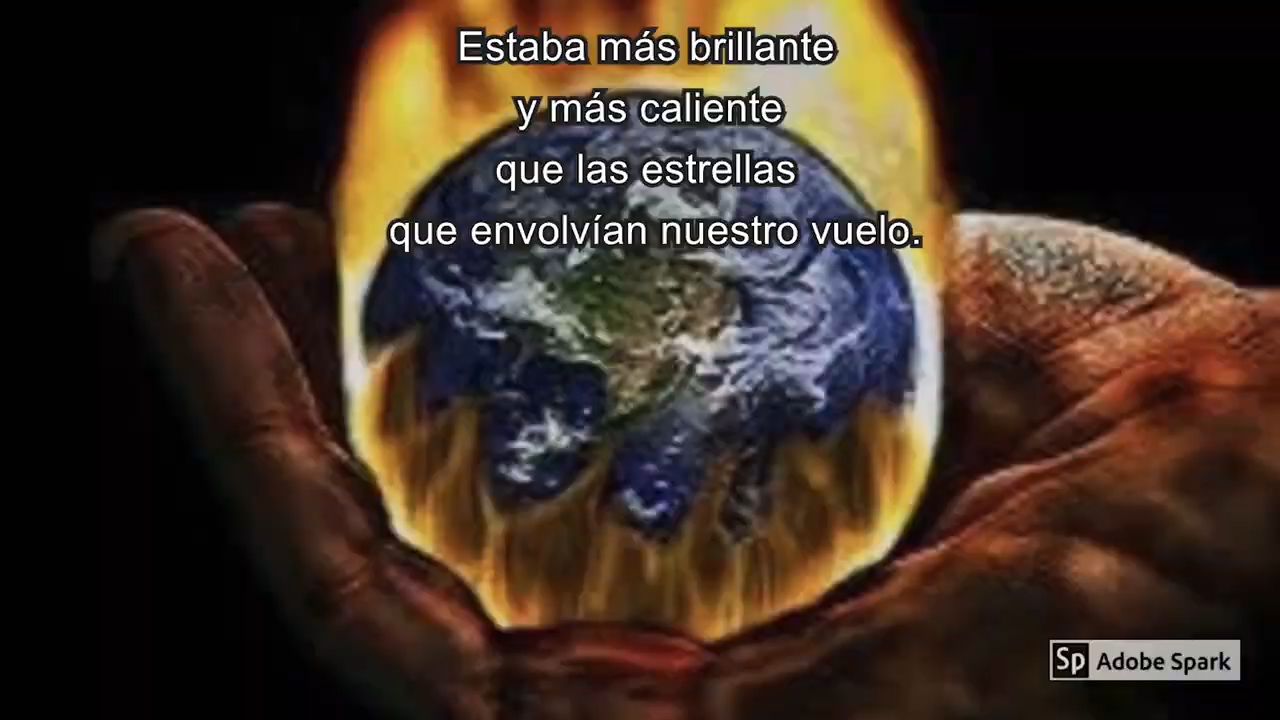 Estaba más brillante
y más caliente
que las estrellas
que envolvían nuestro vuelo.
Sp Adobe Spark